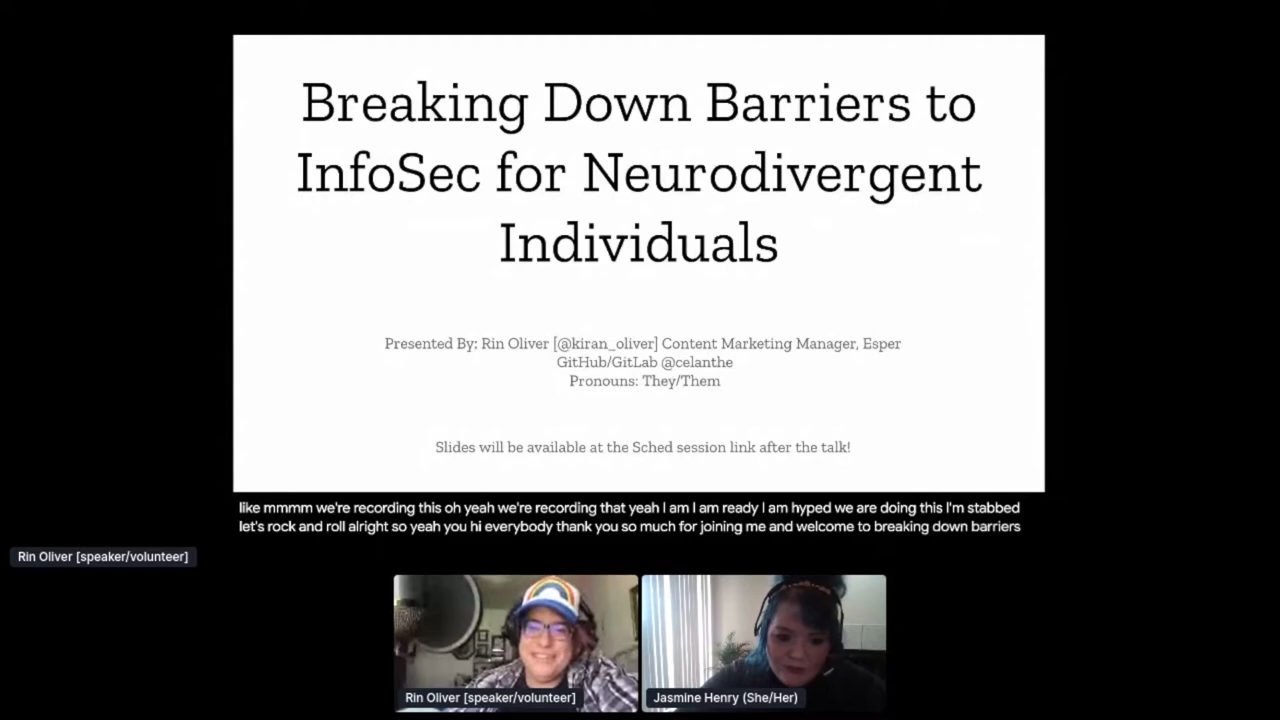 Breaking Down Barriers to
InfoSec for Neurodivergent
Individuals
Presented By: Rin Oliver [@kiran_oliver] Content Marketing Manager, Esper
GitHub/GitLab @celanthe
Pronouns: They/Them
Slides will be available at the Sched session link after the talk!
like mmmm we're recording this oh yeah we're recording that yeah I am I am ready I am hyped we are doing this I'm stabbed
let's rock and roll alright so yeah you hi everybody thank you so much for joining me and welcome to breaking down barriers
Rin Oliver [speaker/volunteer]
Rin Oliver [speaker/volunteer]
Jasmine Henry (She/Her)